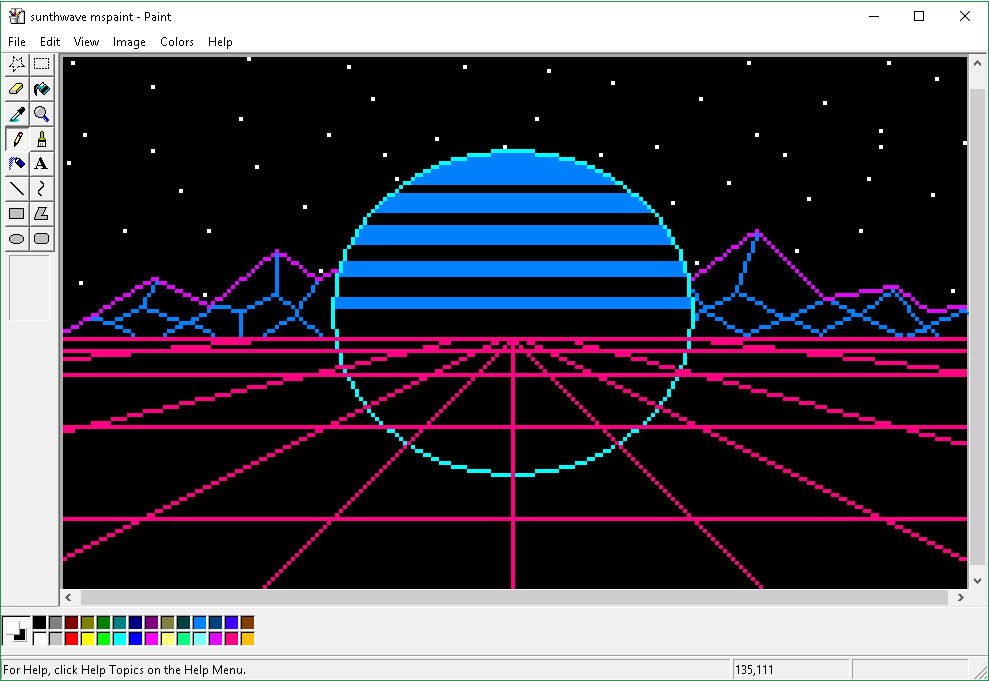 sunthwave mspaint - Paint
File Edit View Image Colors Help
A
For Help, click Help Topics on the Help Menu.
135,111